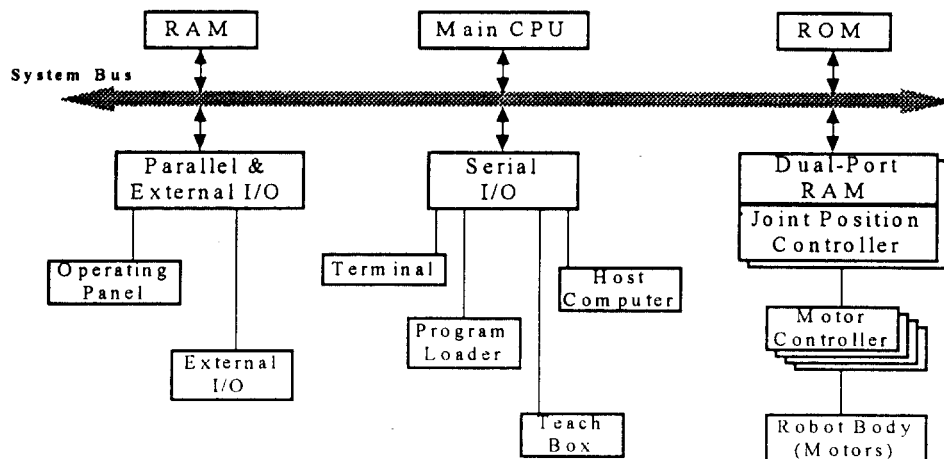 RAM
Main CPU
ROM
System Bus
Parallel &
External I/O
Serial
I/O
Dual-Port
RAM
Joint Position
Controller
Operating
Panel
Terminal
Host
Computer
Program
Loader
Motor
Controller
External
I/O
Teach
Box
Robot Body
(Motors)